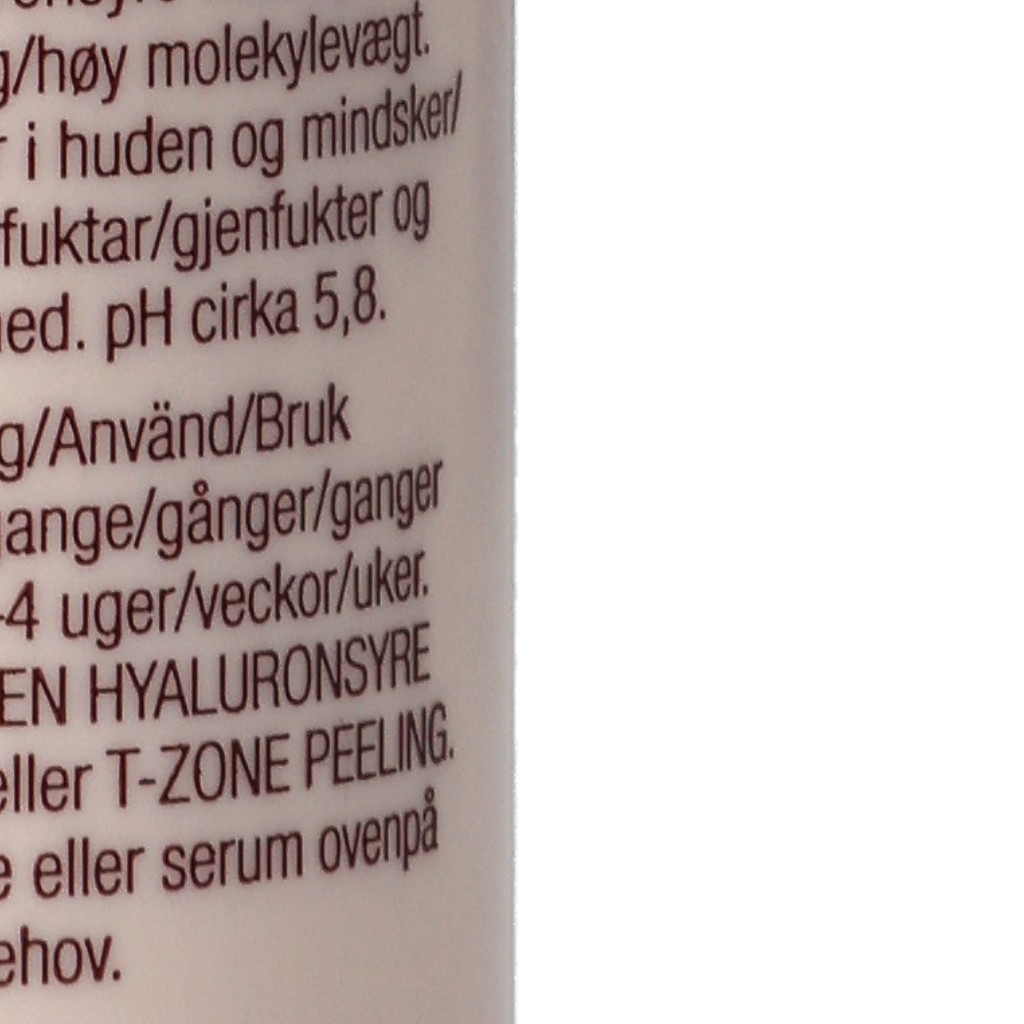 g/høy molekylevægt.
i huden og mindsker/
fuktar/gjenfukter og
ed. pH cirka 5,8.
g/Använd/Bruk
ange/gånger/ganger
-4 uger/veckor/uker.
EN HYALURONSYRE
eller T-ZONE PEELING.
e eller serum ovenpå
ehov.